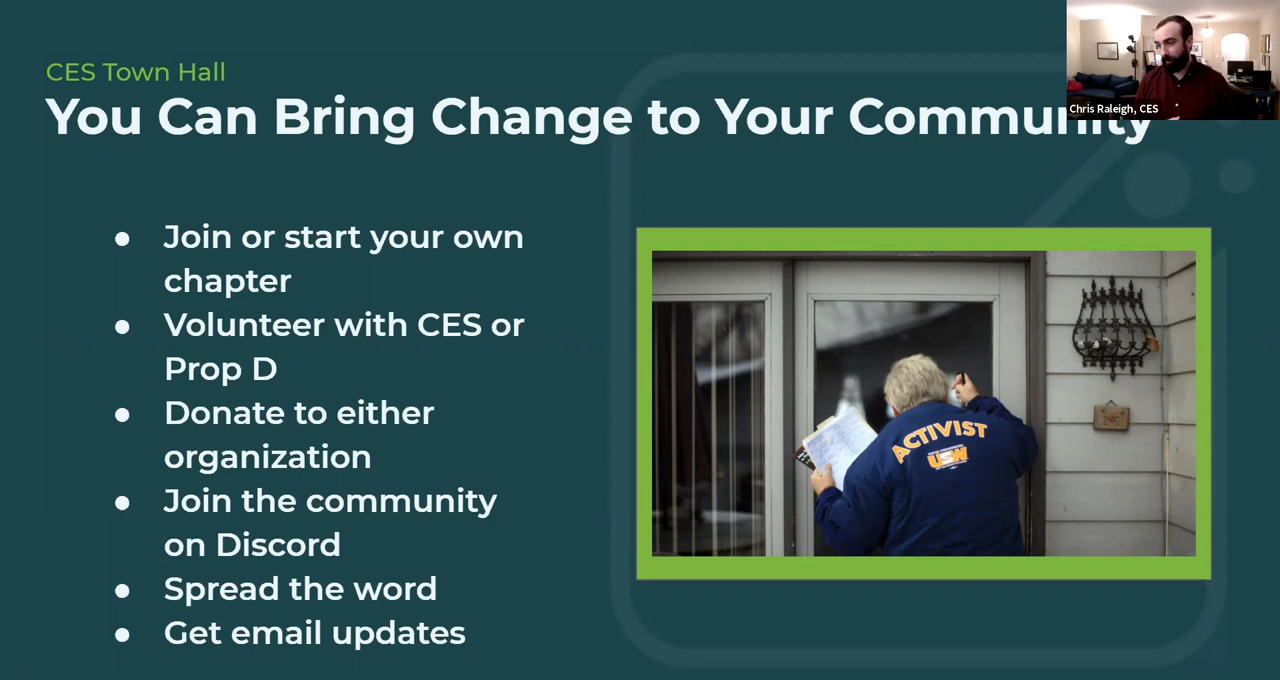 CES Town Hall
You Can Bring Change to Your Community
Chris Raleigh, CES
● Join or start your own
chapter
● Volunteer with CES or
Prop D
● Donate to either
organization
● Join the community
on Discord
● Spread the word
● Get email updates
ACTIVIST
USW